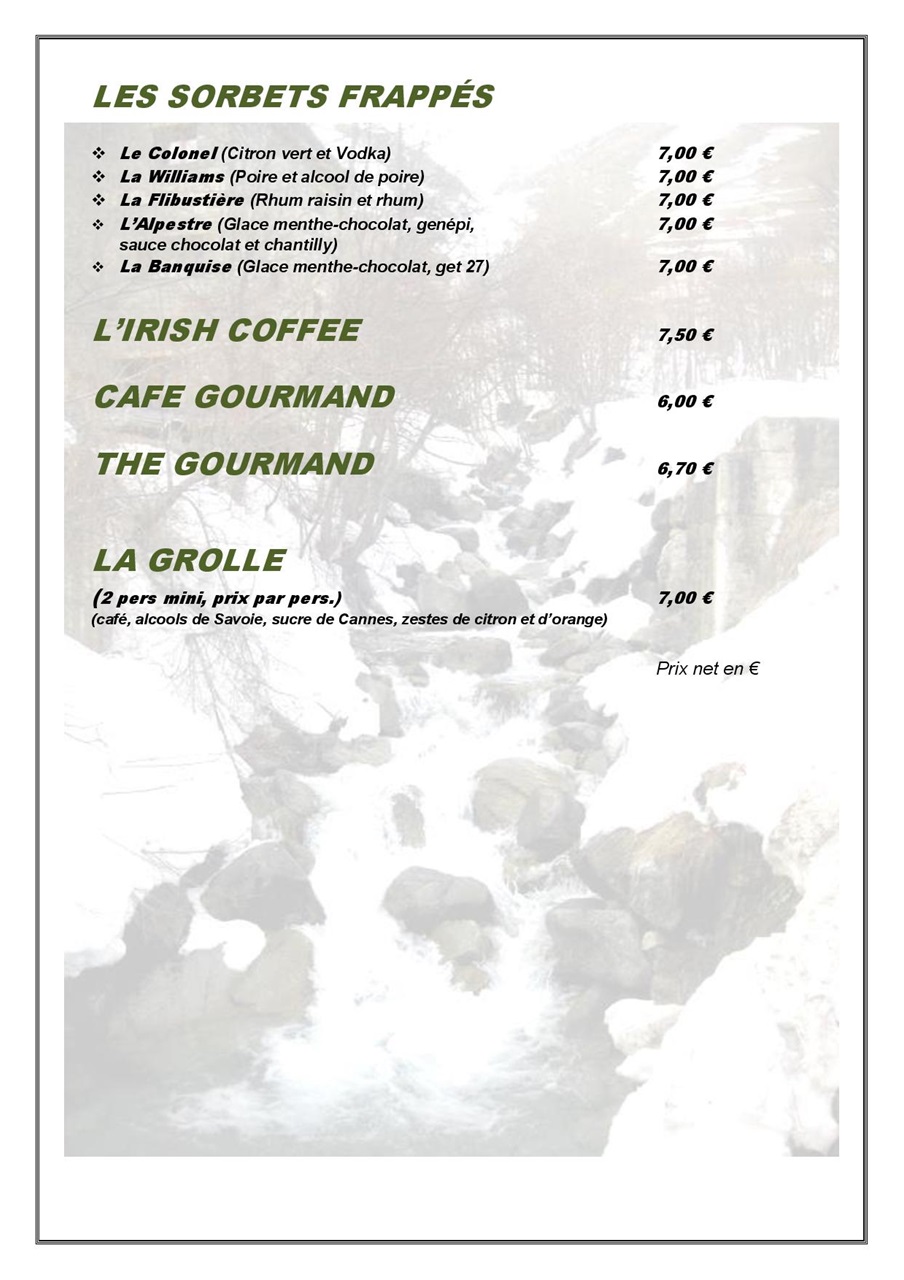 LES SORBETS FRAPPÉS
❖ Le Colonel (Citron vert et Vodka) 7,00 €
❖ La Williams (Poire et alcool de poire) 7,00 €
❖ La Flibustière (Rhum raisin et rhum) 7,00 €
❖ L’Alpestre (Glace menthe-chocolat, genépi, 7,00 €
sauce chocolat et chantilly)
❖ La Banquise (Glace menthe-chocolat, get 27) 7,00 €
L’IRISH COFFEE 7,50 €
CAFE GOURMAND 6,00 €
THE GOURMAND 6,70 €
LA GROLLE
(2 pers mini, prix par pers.) 7,00 €
(café, alcools de Savoie, sucre de Cannes, zestes de citron et d’orange)
Prix net en €